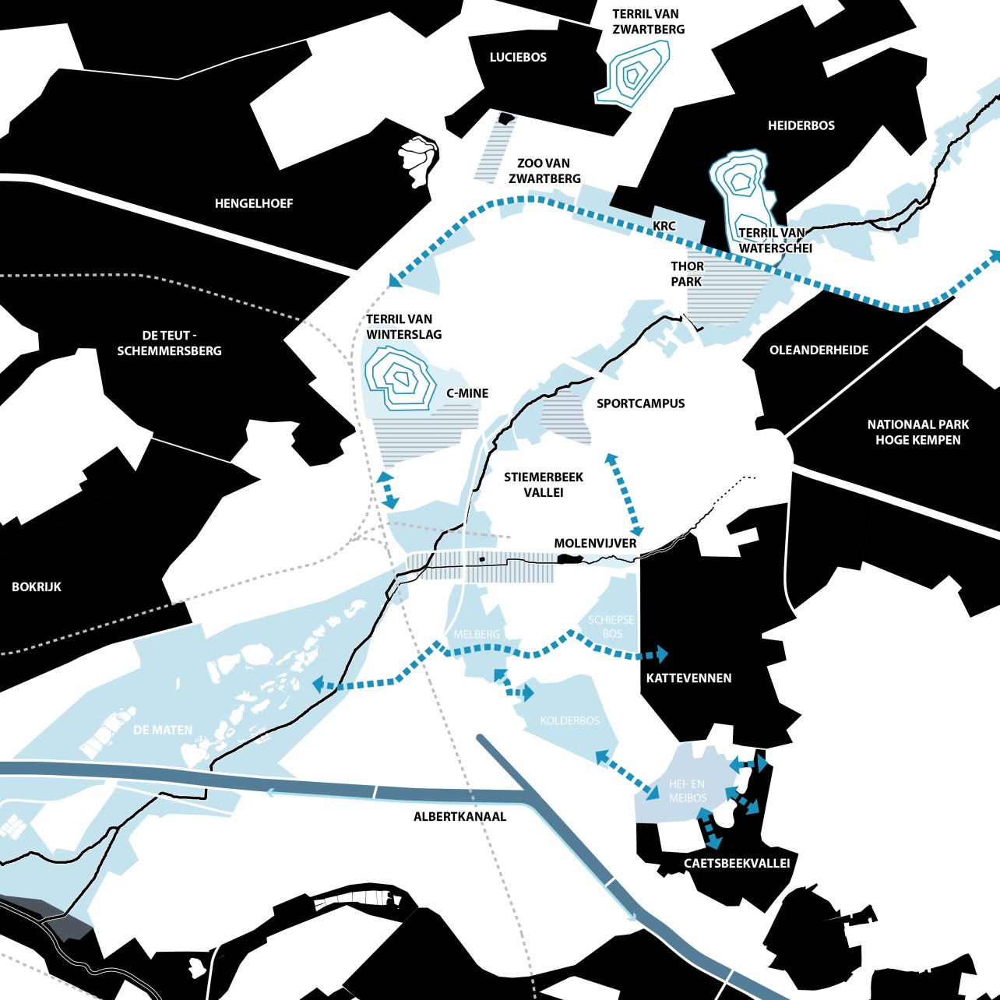 TERRIL VAN
ZWARTBERG
LUCIEBOS
HEIDERBOS
ZOO VAN
ZWARTBERG
HENGELHOEF
KRC
TERRIL VAN
WATERSCHEI
THOR
PARK
TERRIL VAN
WINTERSLAG
DE TEUT -
SCHEMMERSBERG
OLEANDERHEIDE
C-MINE
SPORTCAMPUS
NATIONAAL PARK
HOGE KEMPEN
STIEMERBEEK
VALLEI
MOLENVIJVER
BOKRIJK
SCHIEPSE
BOS
MELBERG
KATTEVENNEN
KOLDERBOS
DE MATEN
HEI- EN
MEIBOS
ALBERTKANAAL
CAETSBEEKVALLEI